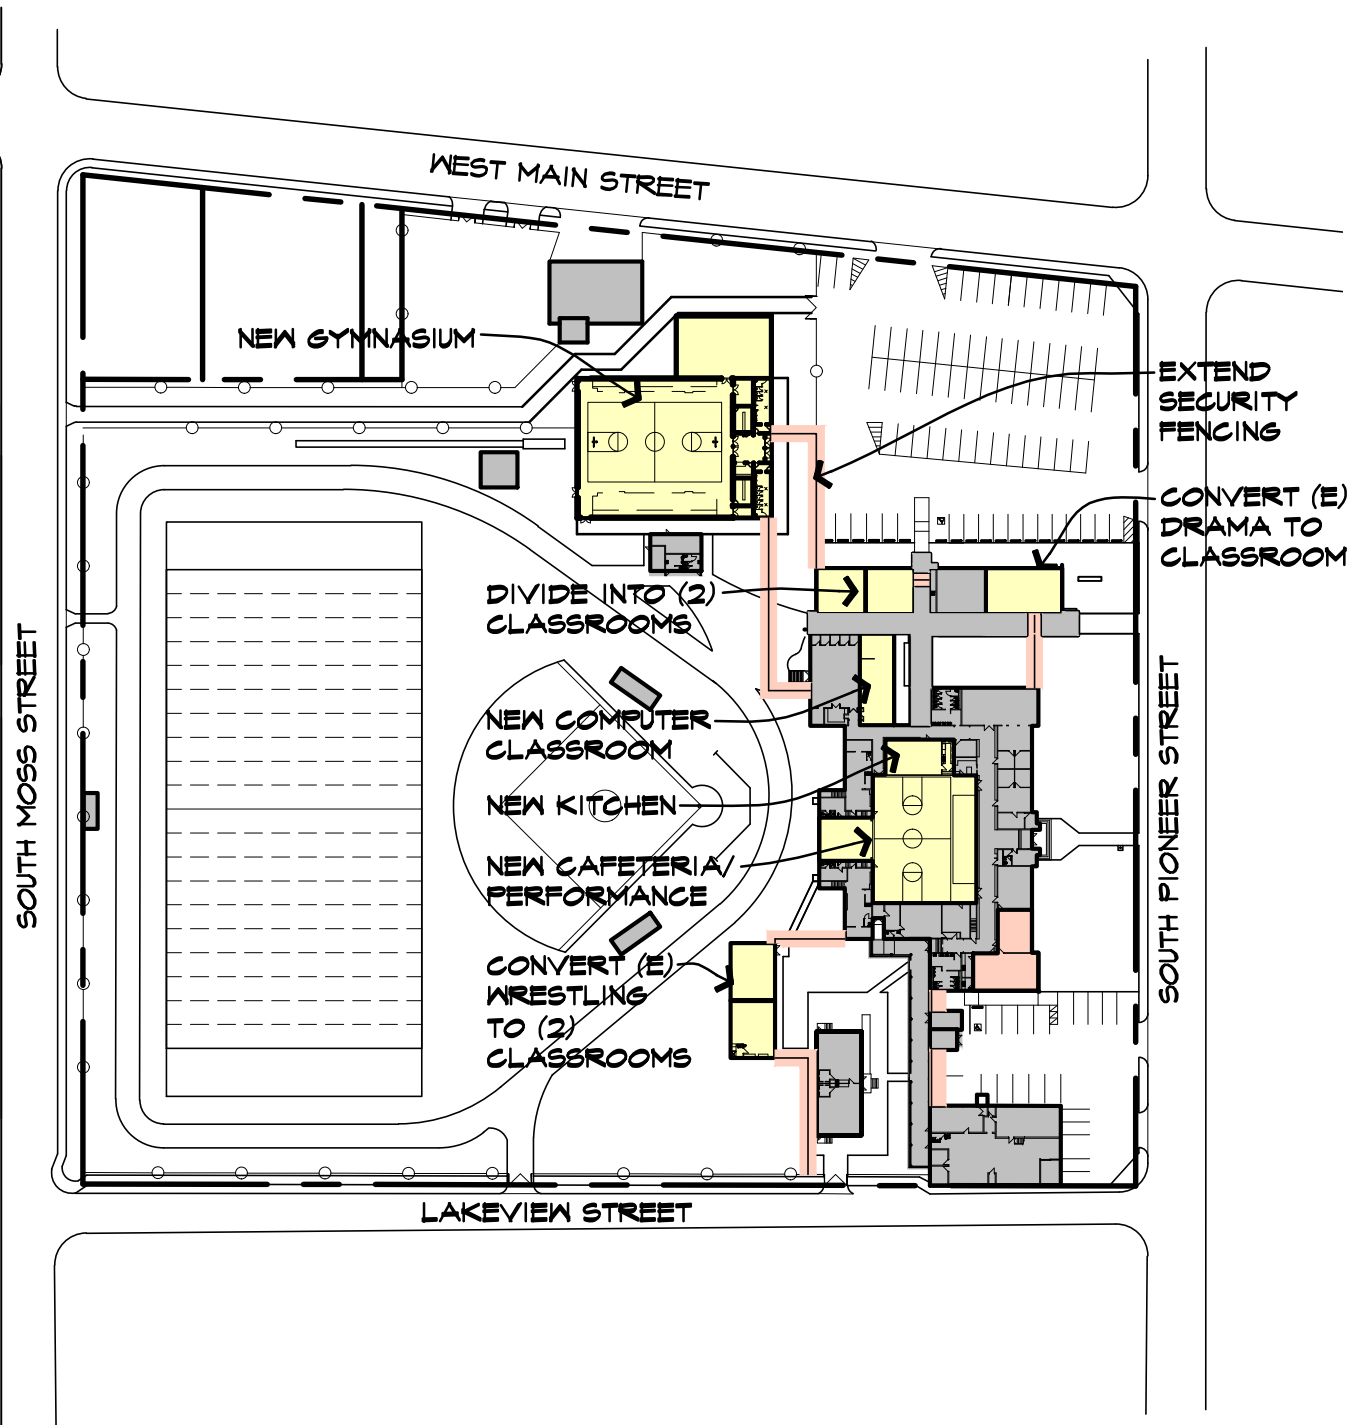 WEST MAIN STREET
NEW GYMNASIUM
EXTEND
SECURITY
FENCING
CONVERT (E)
DRAMA TO
CLASSROOM
DIVIDE INTO (2)
CLASSROOMS
SOUTH MOSS STREET
NEW COMPUTER
CLASSROOM
NEW KITCHEN
NEW CAFETERIA/
PERFORMANCE
SOUTH PIONEER STREET
CONVERT (E)
WRESTLING
TO (2)
CLASSROOMS
LAKEVIEW STREET